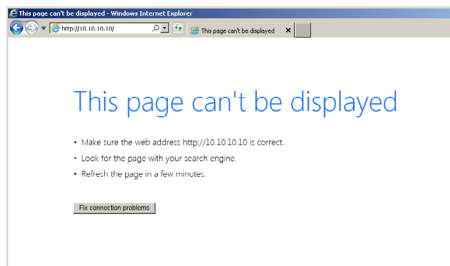 This page can't be displayed - Windows Internet Explorer
http://10.10.10.10/
This page can't be displayed
This page can't be displayed
• Make sure the web address http://10.10.10.10 is correct.
• Look for the page with your search engine.
• Refresh the page in a few minutes.
Fix connection problems